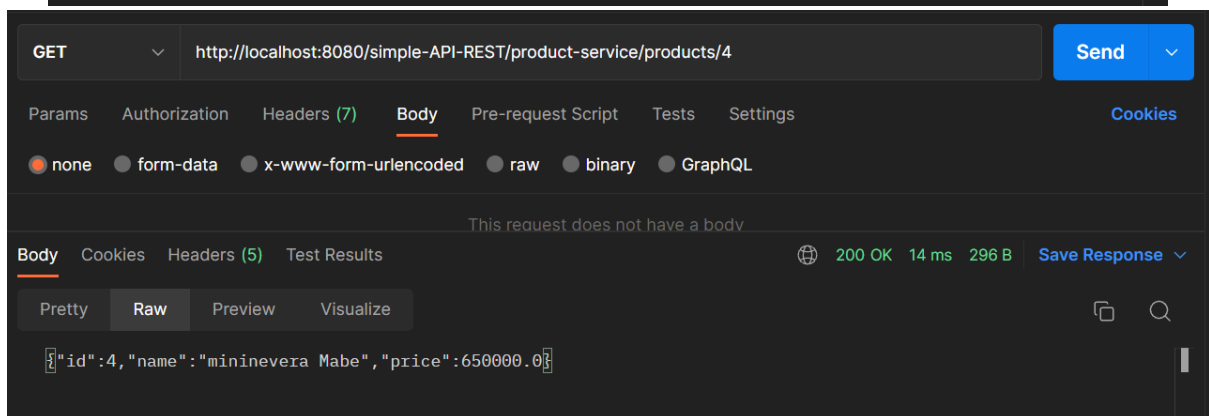 GET http://localhost:8080/simple-API-REST/product-service/products/4 Send
Params Authorization Headers (7) Body Pre-request Script Tests Settings Cookies
none form-data x-www-form-urlencoded raw binary GraphQL
This request does not have a body
Body Cookies Headers (5) Test Results 200 OK 14 ms 296 B Save Response
Pretty Raw Preview Visualize
{"id":4,"name":"mininevera Mabe","price":650000.0}